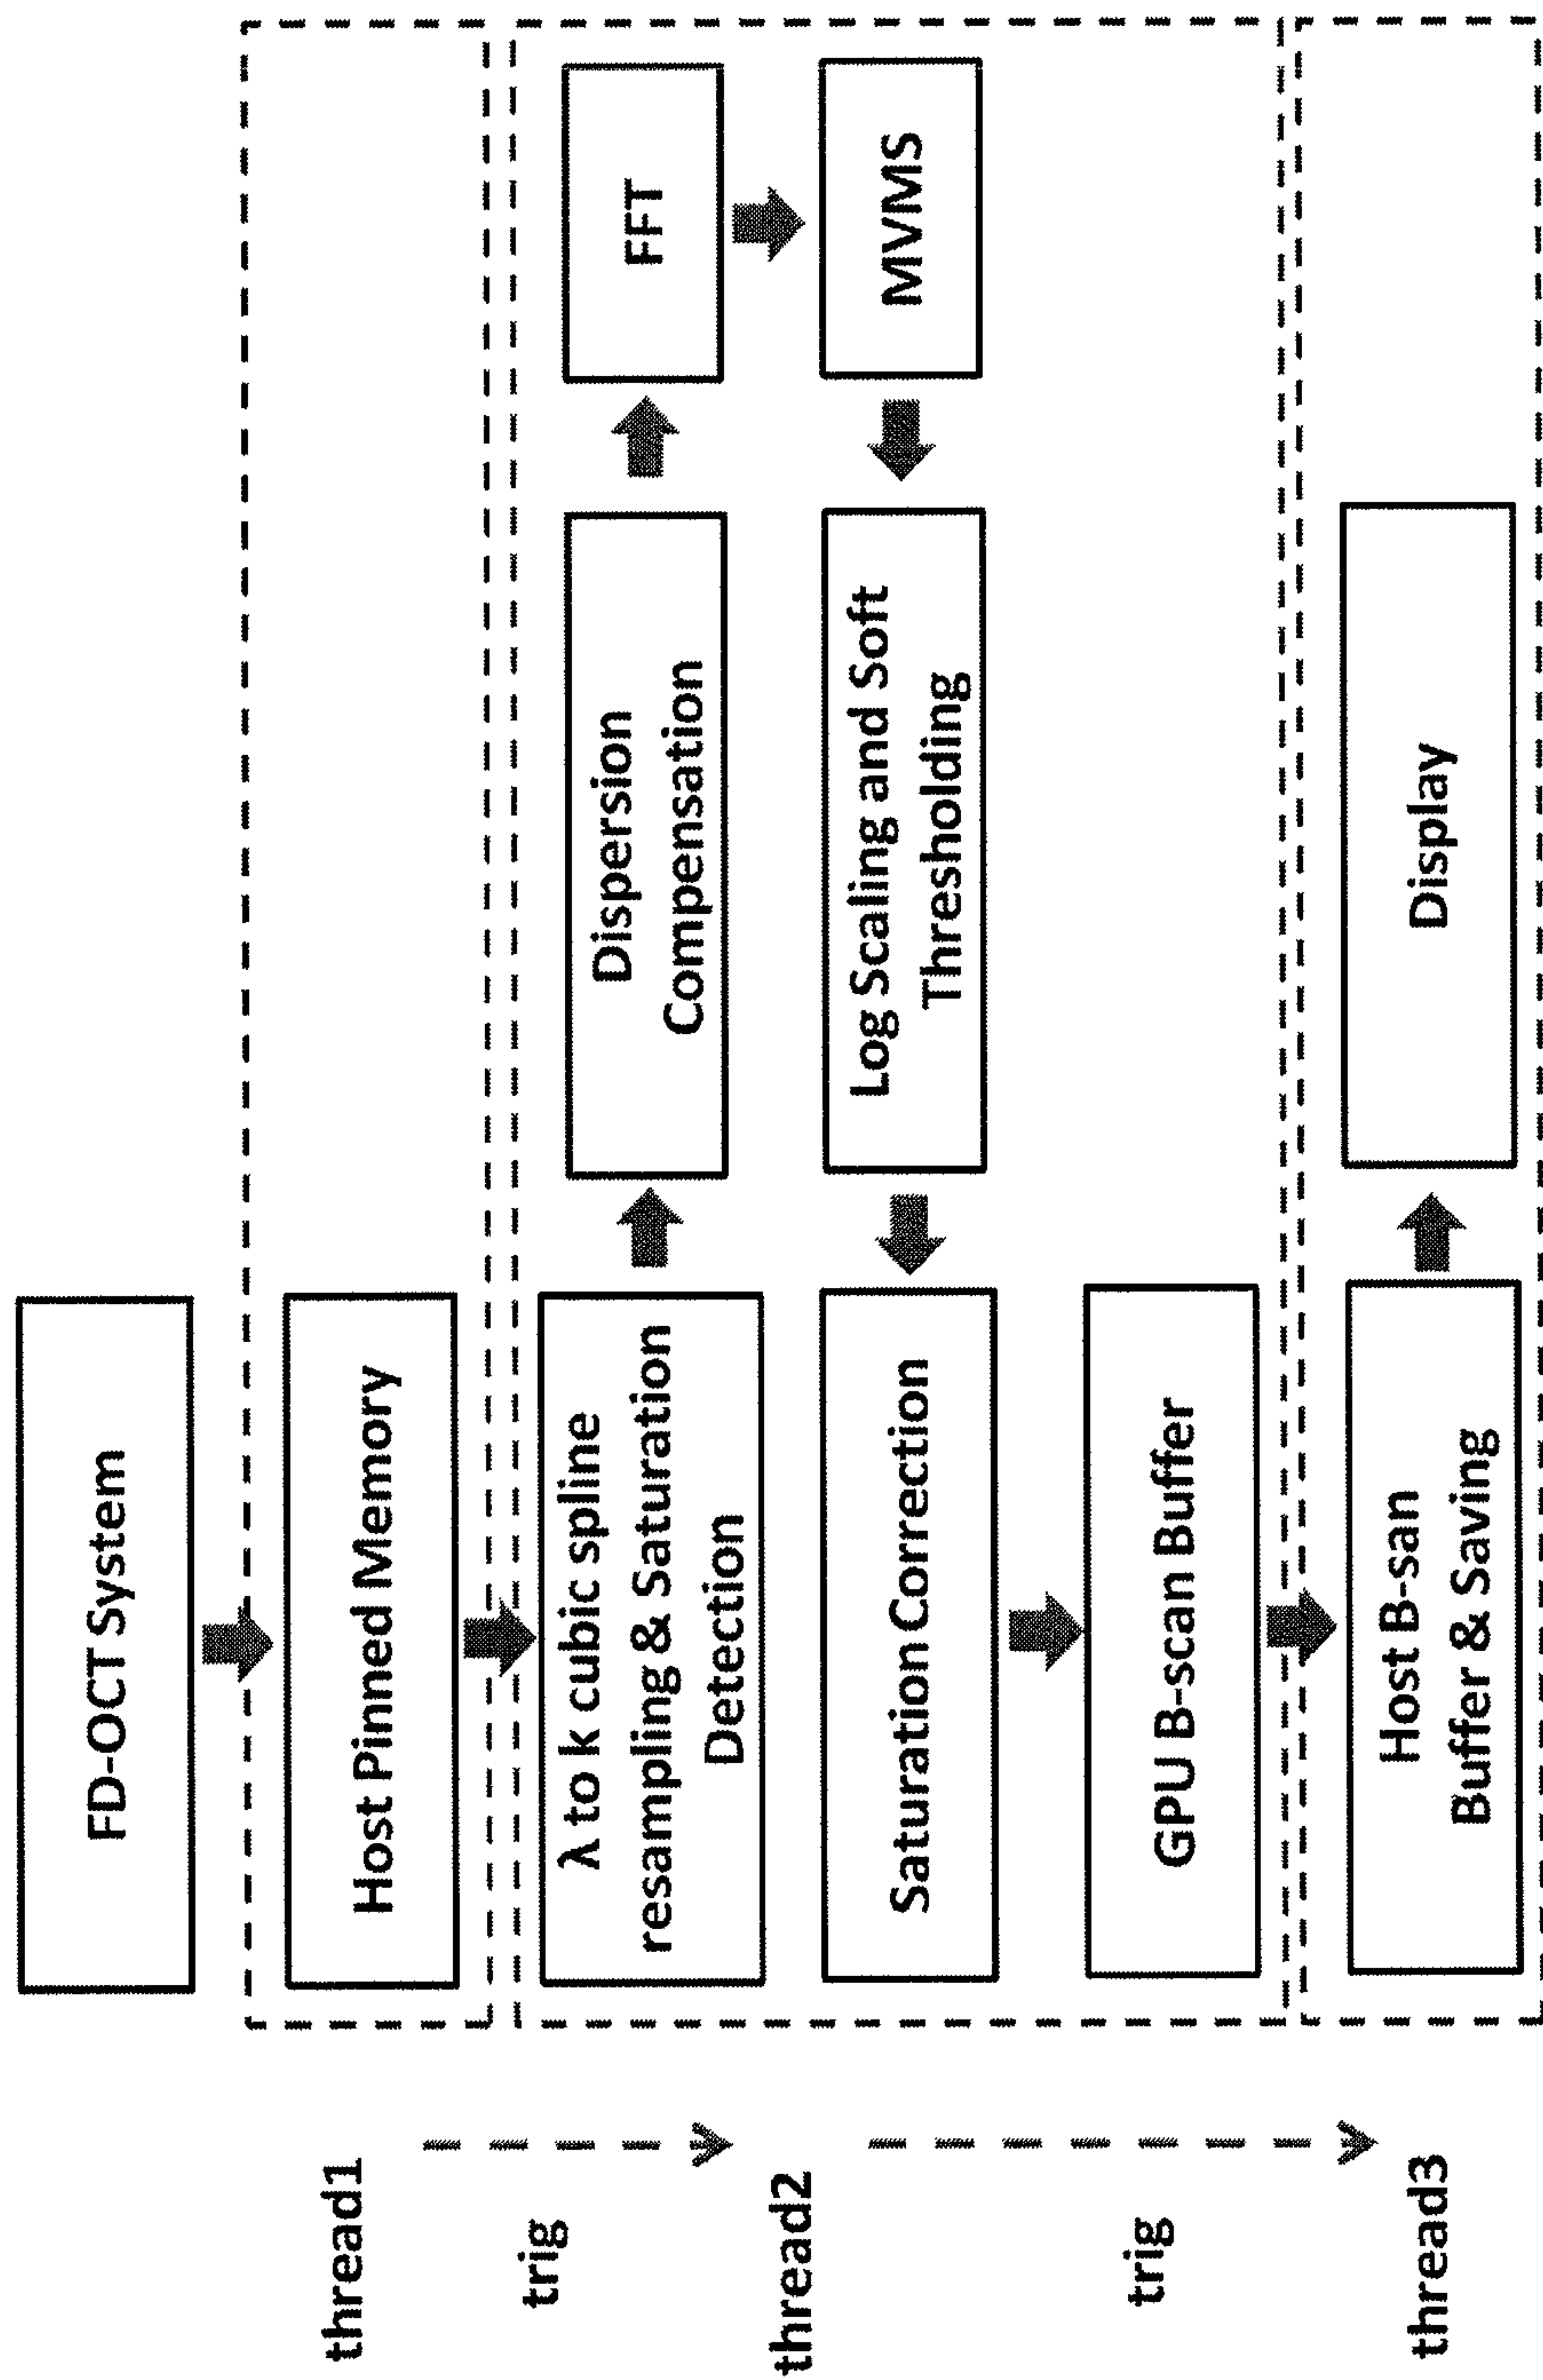 FD-OCT System
thread1
Host Pinned Memory
trig
thread2
λ to k cubic spline
resampling & Saturation
Detection
Dispersion
Compensation
FFT
MVMS
Log Scaling and Soft
Thresholding
Saturation Correction
GPU B-scan Buffer
trig
thread3
Host B-san
Buffer & Saving
Display